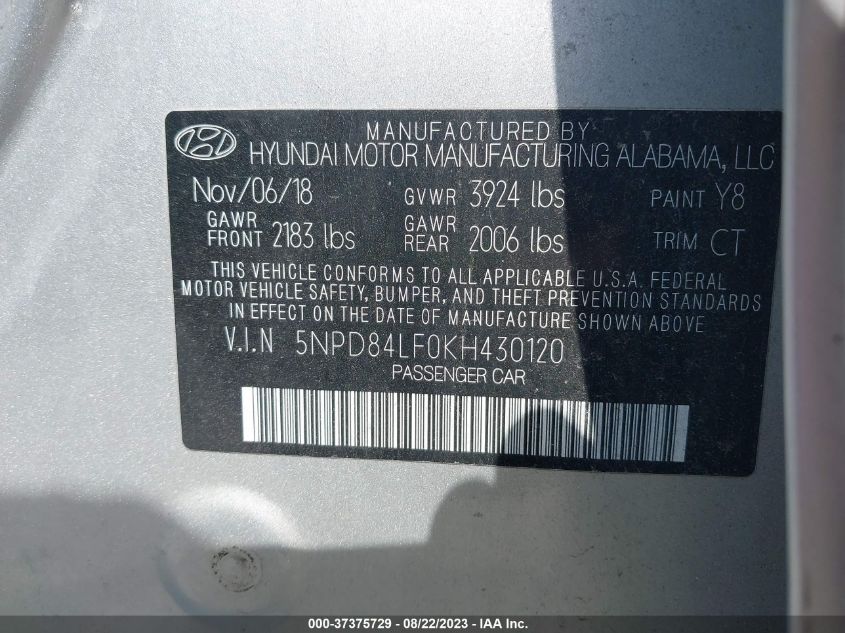 MANUFACTURED BY
HYUNDAI MOTOR MANUFACTURING ALABAMA, LLC
Nov/06/18 GVWR 3924 lbs PAINT Y8
GAWR FRONT 2183 lbs GAWR REAR 2006 lbs TRIM CT
THIS VEHICLE CONFORMS TO ALL APPLICABLE U.S.A. FEDERAL
MOTOR VEHICLE SAFETY, BUMPER, AND THEFT PREVENTION STANDARDS
IN EFFECT ON THE DATE OF MANUFACTURE SHOWN ABOVE
V.I.N 5NPD84LF0KH430120
PASSENGER CAR
000-37375729 - 08/22/2023 - IAA Inc.